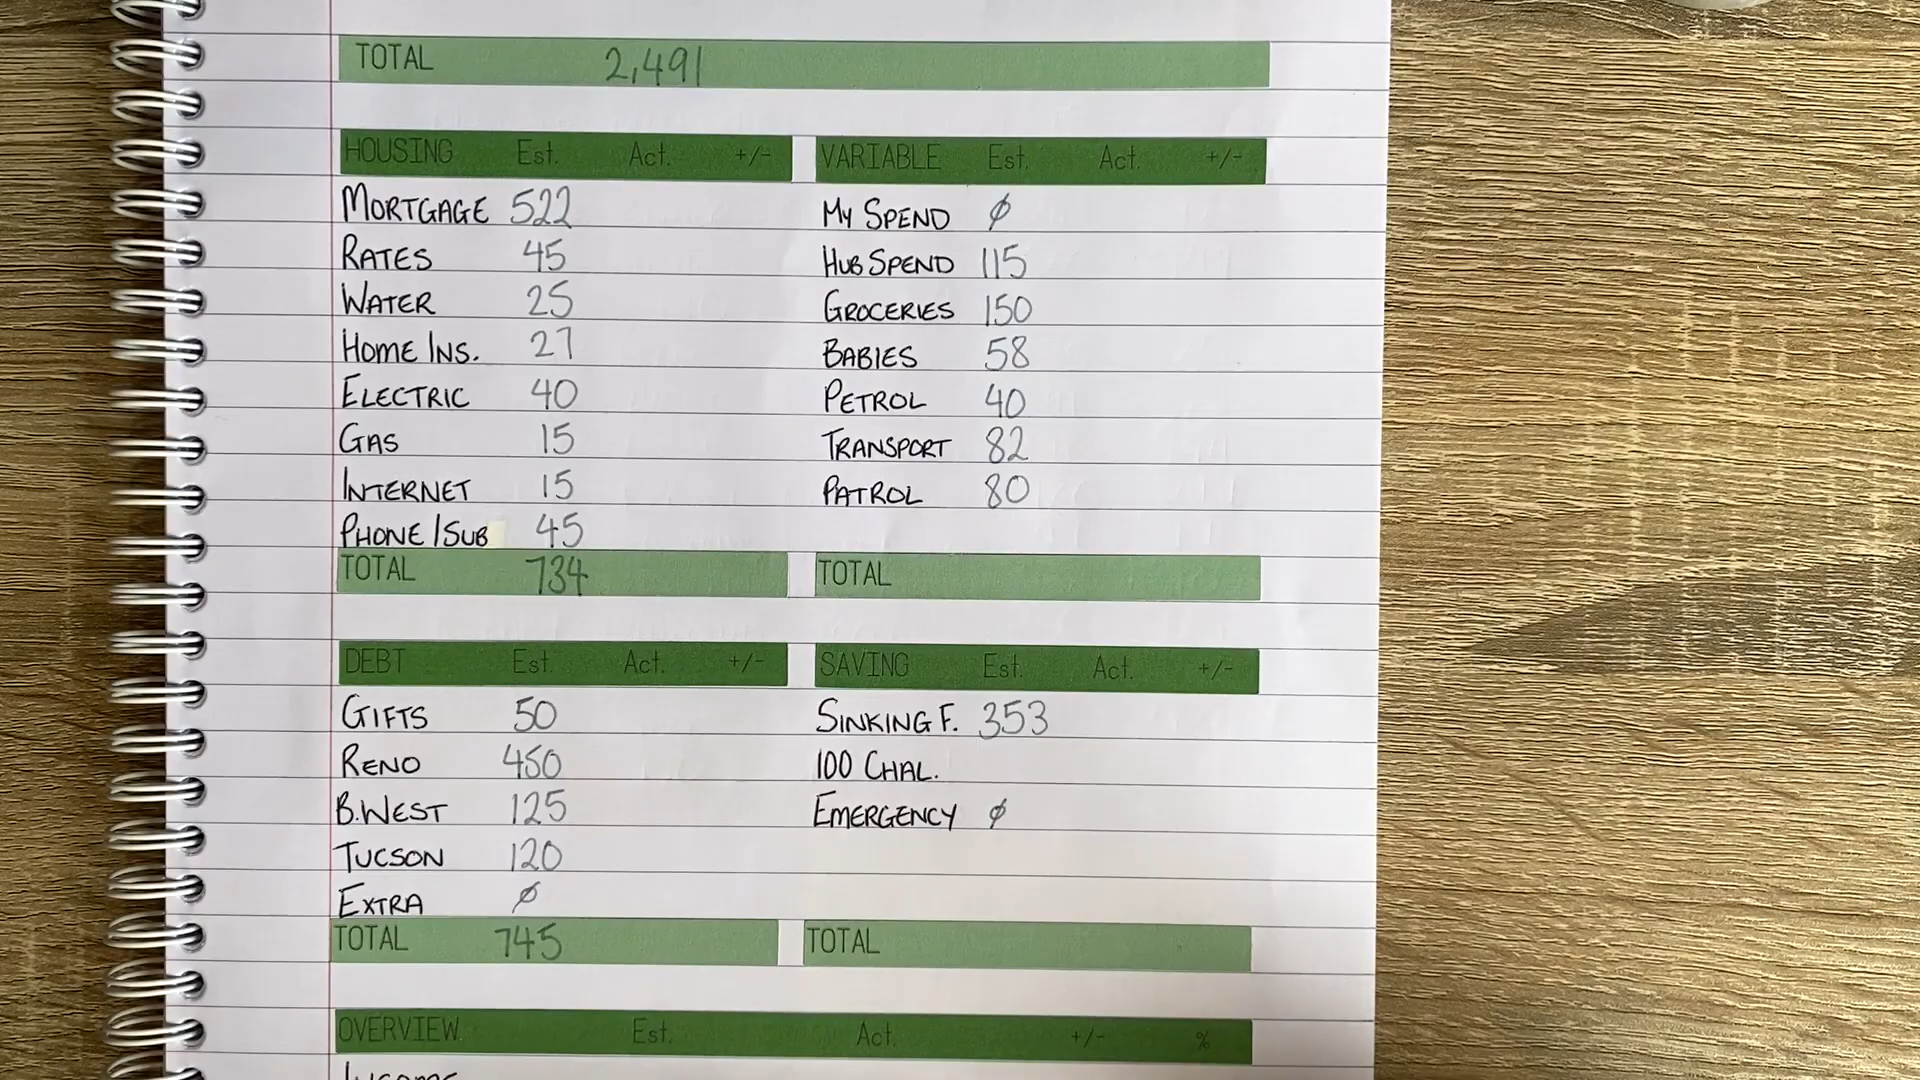 TOTAL 2,491
HOUSING Est. Act. +/-
MORTGAGE 522
RATES 45
WATER 25
HOME INS. 27
ELECTRIC 40
GAS 15
INTERNET 15
PHONE/SUB 45
TOTAL 734
VARIABLE Est. Act. +/-
MY SPEND ∅
HUB SPEND 115
GROCERIES 150
BABIES 58
PETROL 40
TRANSPORT 82
PATROL 80
TOTAL
DEBT Est. Act. +/-
GIFTS 50
RENO 450
B.WEST 125
TUCSON 120
EXTRA ∅
TOTAL 745
SAVING Est. Act. +/-
SINKING F. 353
100 CHAL.
EMERGENCY ∅
TOTAL
OVERVIEW Est. Act. +/- %
INCOME